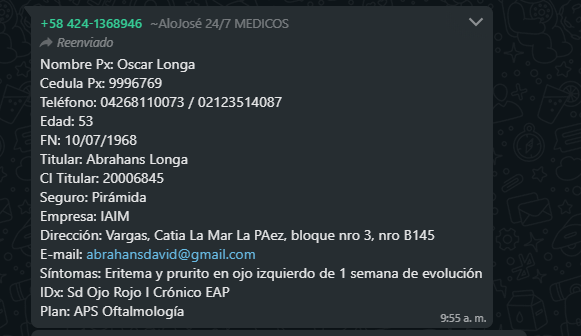 +58 424-1368946 ~AloJosé 24/7 MEDICOS
Reenviado
Nombre Px: Oscar Longa
Cedula Px: 9996769
Teléfono: 04268110073 / 02123514087
Edad: 53
FN: 10/07/1968
Titular: Abrahans Longa
CI Titular: 20006845
Seguro: Pirámida
Empresa: IAIM
Dirección: Vargas, Catia La Mar La PAez, bloque nro 3, nro B145
E-mail: abrahansdavid@gmail.com
Síntomas: Eritema y prurito en ojo izquierdo de 1 semana de evolución
IDx: Sd Ojo Rojo I Crónico EAP
Plan: APS Oftalmología
9:55 a. m.